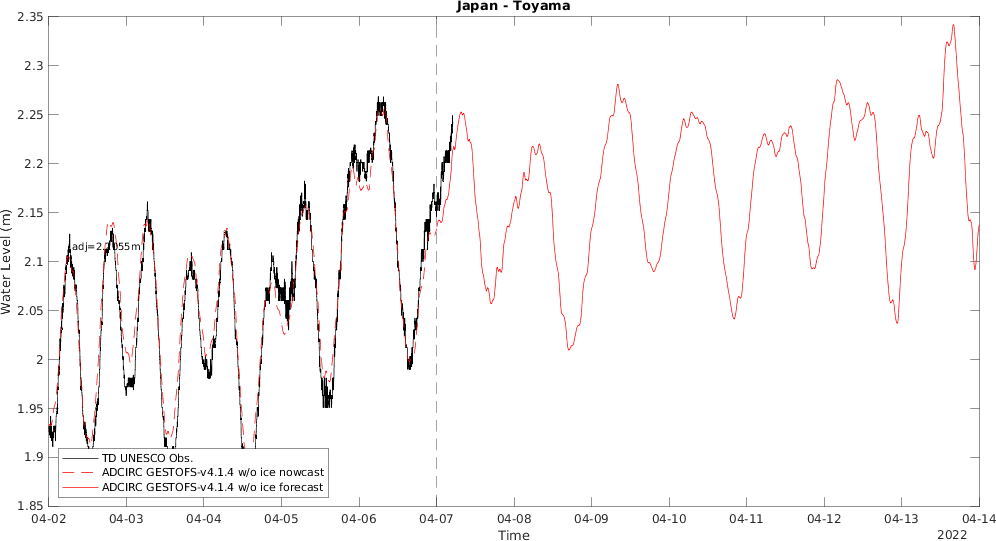 Japan - Toyama
2.35
2.3
2.25
2.2
2.15
2.1
2.05
2
1.95
1.9
1.85
Water Level (m)
TD UNESCO Obs.
ADCIRC GESTOFS-v4.1.4 w/o ice nowcast
ADCIRC GESTOFS-v4.1.4 w/o ice forecast
04-02 04-03 04-04 04-05 04-06 04-07 04-08 04-09 04-10 04-11 04-12 04-13 04-14
Time
2022